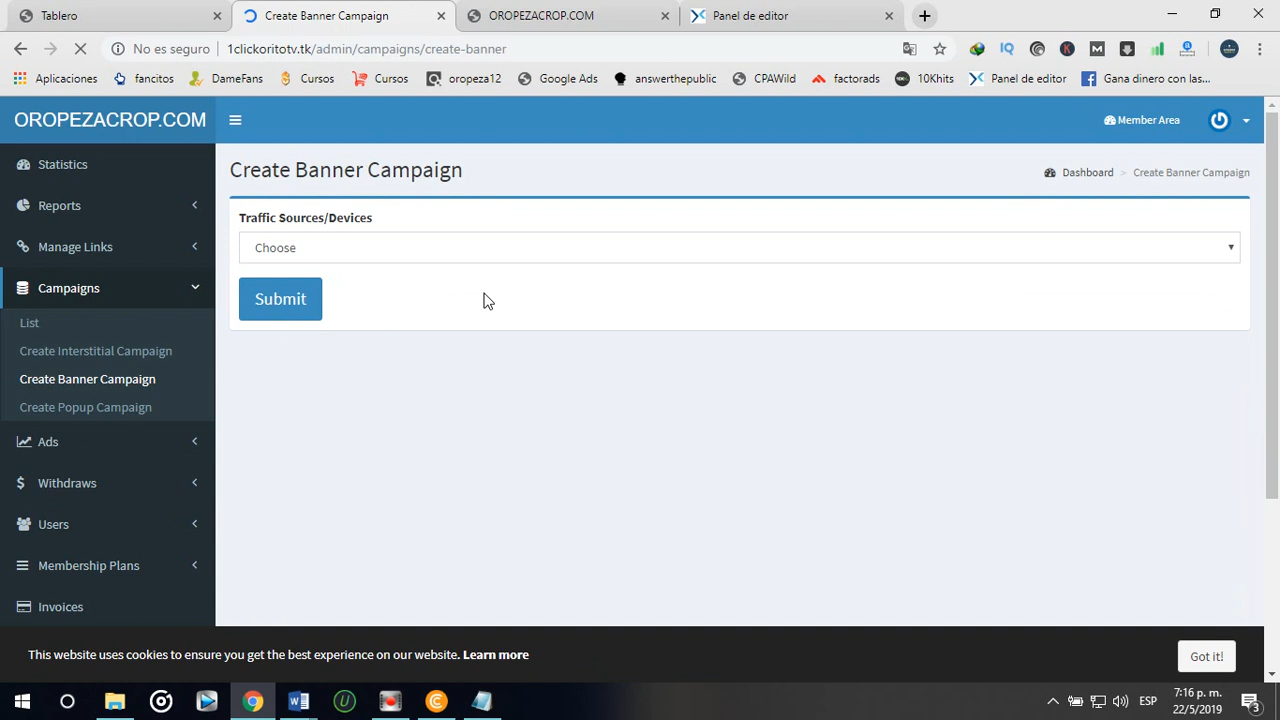 Tablero
Create Banner Campaign
OROPEZACROP.COM
Panel de editor
No es seguro
1clickoritotv.tk/admin/campaigns/create-banner
Aplicaciones
fancitos
DameFans
Cursos
Cursos
oropeza12
Google Ads
answerthepublic
CPAWild
factorads
10Khits
Panel de editor
Gana dinero con las...
OROPEZACROP.COM
Member Area
Statistics
Reports
Manage Links
Campaigns
List
Create Interstitial Campaign
Create Banner Campaign
Create Popup Campaign
Ads
Withdraws
Users
Membership Plans
Invoices
Create Banner Campaign
Dashboard > Create Banner Campaign
Traffic Sources/Devices
Choose
Submit
This website uses cookies to ensure you get the best experience on our website. Learn more
Got it!
ESP
7:16 p. m.
22/5/2019
3